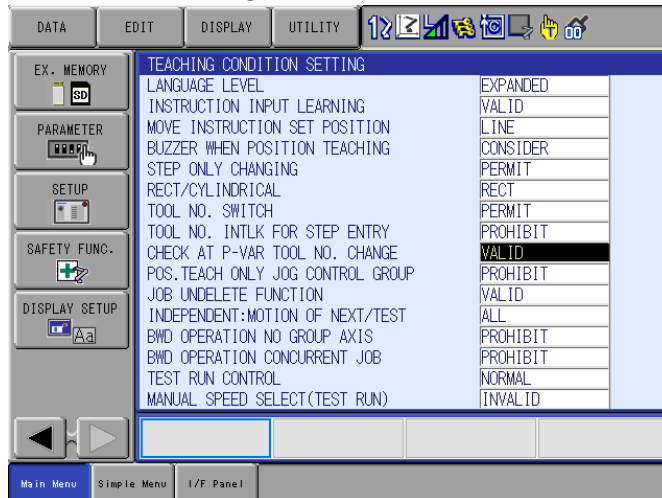 DATA EDIT DISPLAY UTILITY
EX. MEMORY
SD
PARAMETER
SETUP
SAFETY FUNC.
DISPLAY SETUP
Aa
TEACHING CONDITION SETTING
LANGUAGE LEVEL EXPANDED
INSTRUCTION INPUT LEARNING VALID
MOVE INSTRUCTION SET POSITION LINE
BUZZER WHEN POSITION TEACHING CONSIDER
STEP ONLY CHANGING PERMIT
RECT/CYLINDRICAL RECT
TOOL NO. SWITCH PERMIT
TOOL NO. INTLK FOR STEP ENTRY PROHIBIT
CHECK AT P-VAR TOOL NO. CHANGE VALID
POS.TEACH ONLY JOG CONTROL GROUP PROHIBIT
JOB UNDELETE FUNCTION VALID
INDEPENDENT:MOTION OF NEXT/TEST ALL
BWD OPERATION NO GROUP AXIS PROHIBIT
BWD OPERATION CONCURRENT JOB PROHIBIT
TEST RUN CONTROL NORMAL
MANUAL SPEED SELECT(TEST RUN) INVALID
Main Menu Simple Menu I/F Panel